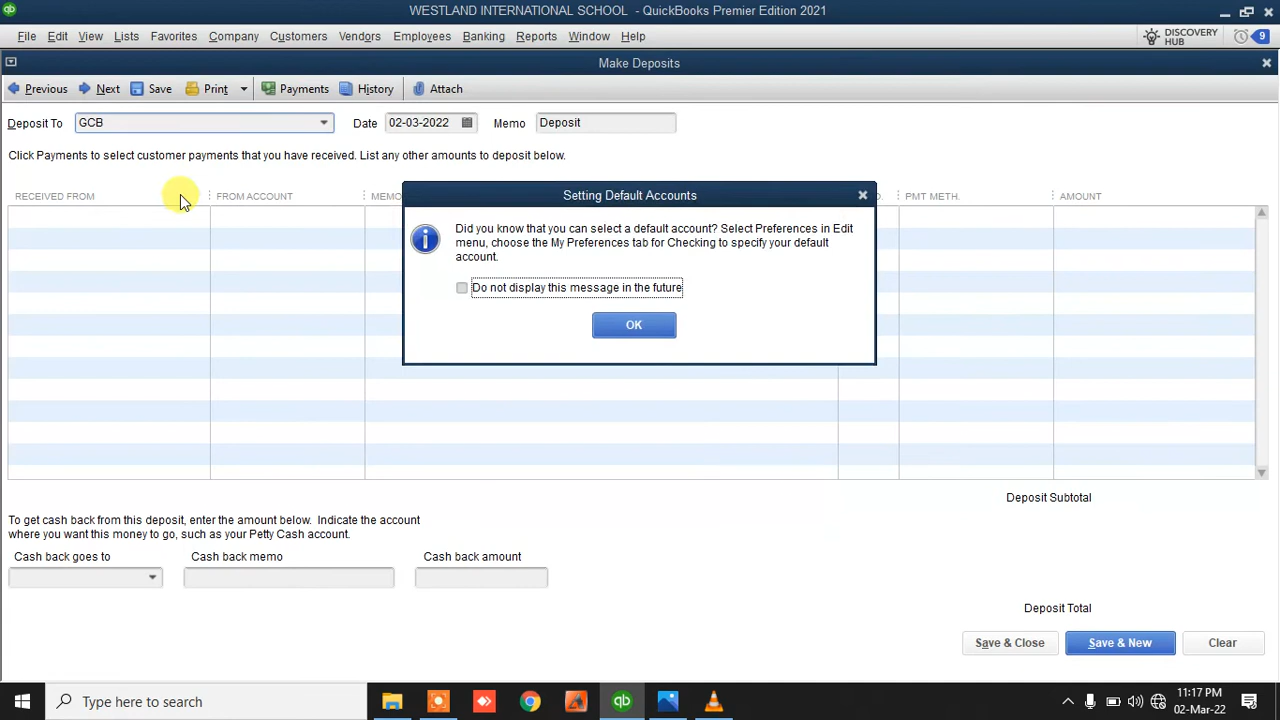 WESTLAND INTERNATIONAL SCHOOL - QuickBooks Premier Edition 2021
File Edit View Lists Favorites Company Customers Vendors Employees Banking Reports Window Help
DISCOVERY HUB 9
Make Deposits
Previous Next Save Print Payments History Attach
Deposit To GCB Date 02-03-2022 Memo Deposit
Click Payments to select customer payments that you have received. List any other amounts to deposit below.
RECEIVED FROM FROM ACCOUNT MEMO PMT METH. AMOUNT
Setting Default Accounts
Did you know that you can select a default account? Select Preferences in Edit
menu, choose the My Preferences tab for Checking to specify your default
account.
Do not display this message in the future
OK
Deposit Subtotal
To get cash back from this deposit, enter the amount below. Indicate the account
where you want this money to go, such as your Petty Cash account.
Cash back goes to Cash back memo Cash back amount
Deposit Total
Save & Close Save & New Clear
Type here to search
11:17 PM
02-Mar-22